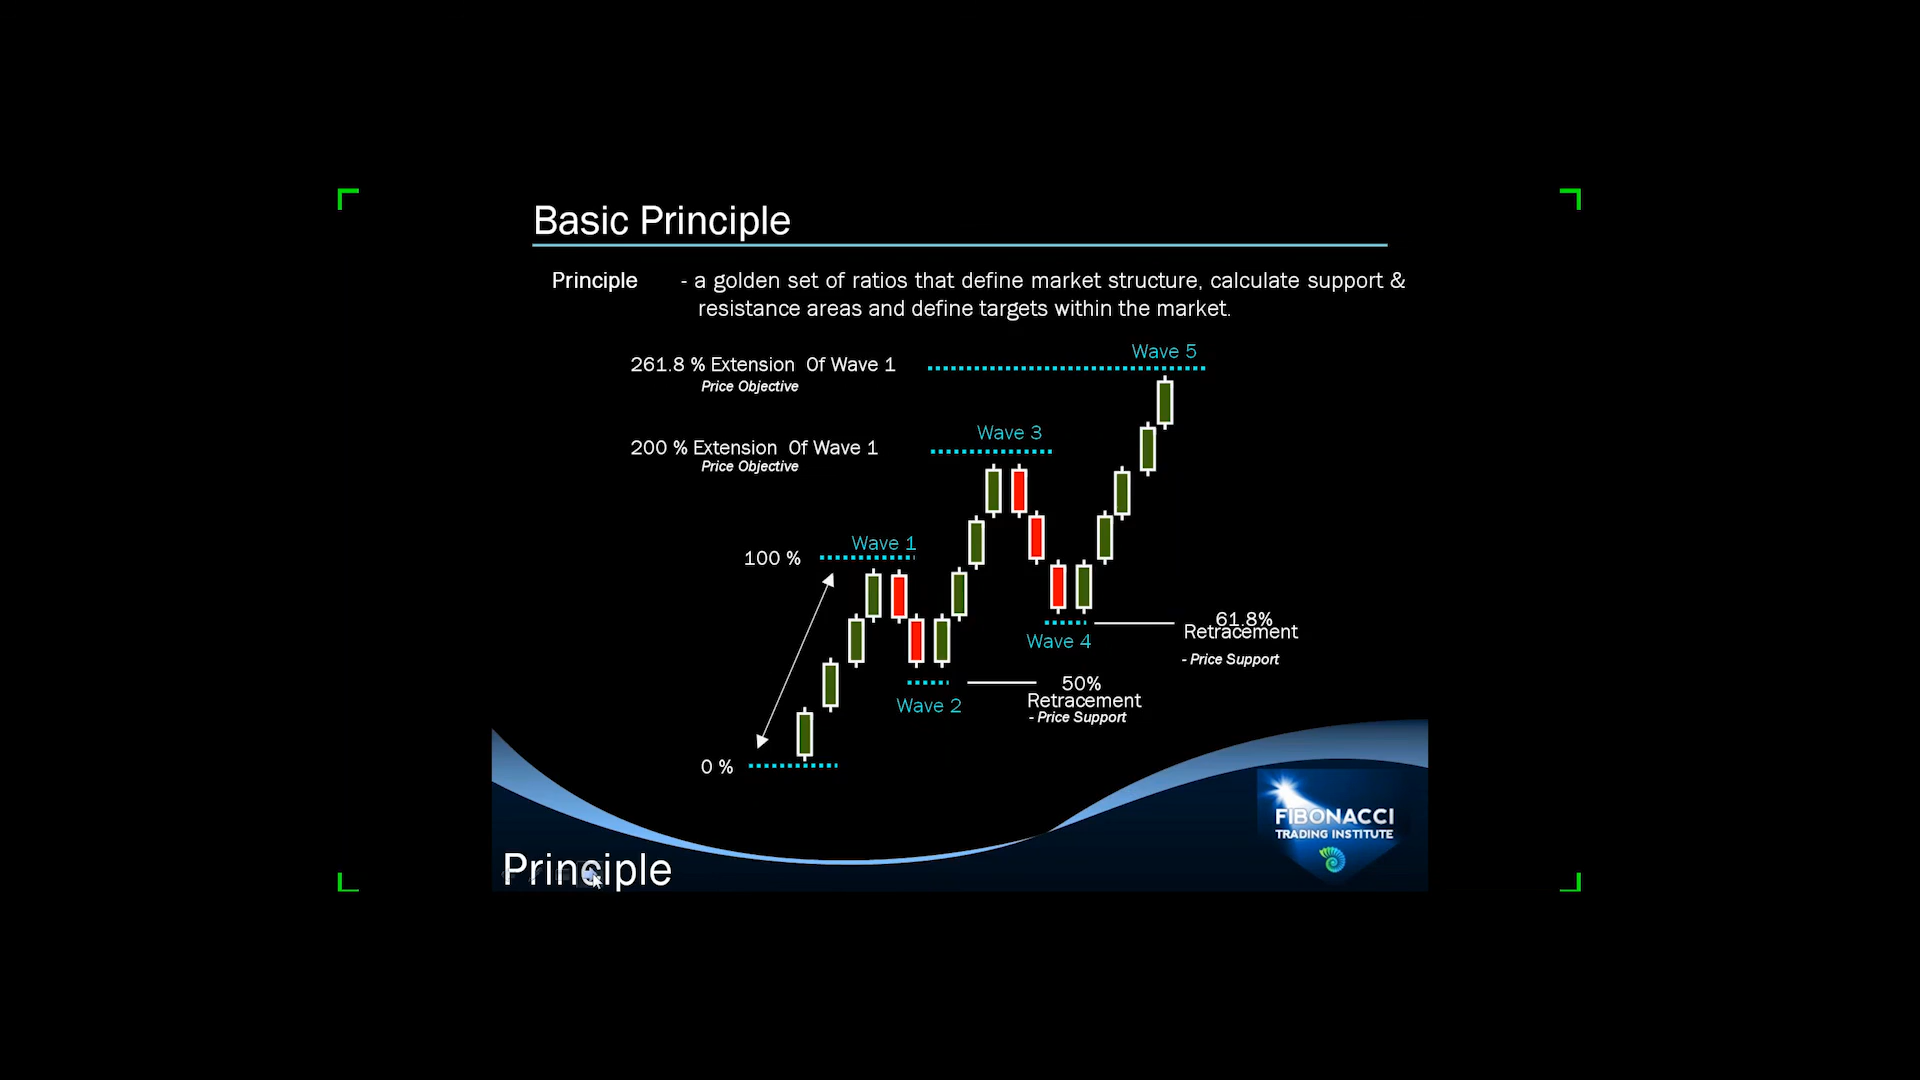 Basic Principle
Principle - a golden set of ratios that define market structure, calculate support &
resistance areas and define targets within the market.
Wave 5
261.8 % Extension Of Wave 1
Price Objective
Wave 3
200 % Extension Of Wave 1
Price Objective
Wave 1
100 %
61.8%
Retracement
- Price Support
Wave 4
50%
Retracement
- Price Support
Wave 2
0 %
FIBONACCI
TRADING INSTITUTE
Principle